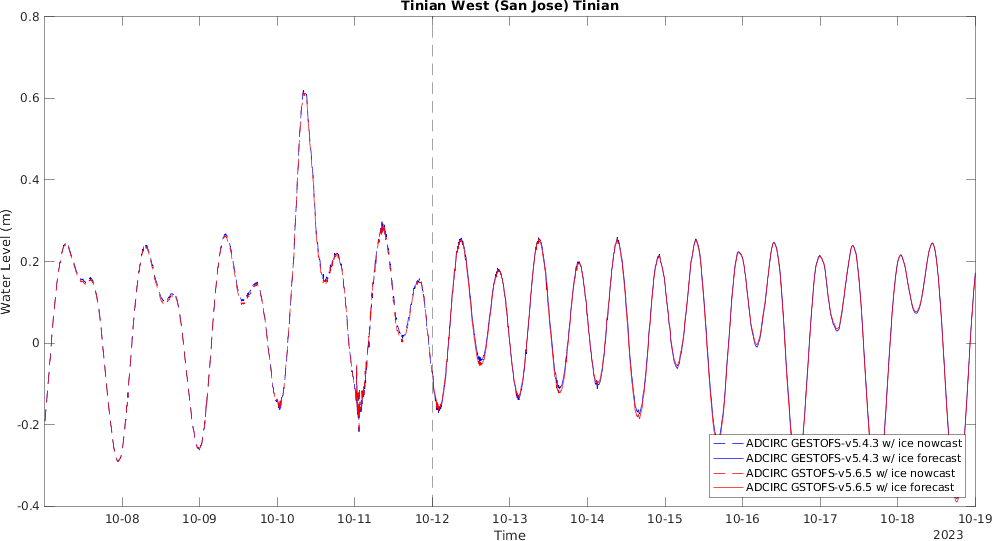 Tinian West (San Jose) Tinian
Water Level (m)
0.8
0.6
0.4
0.2
0
-0.2
-0.4
ADCIRC GESTOFS-v5.4.3 w/ ice nowcast
ADCIRC GESTOFS-v5.4.3 w/ ice forecast
ADCIRC GSTOFS-v5.6.5 w/ ice nowcast
ADCIRC GSTOFS-v5.6.5 w/ ice forecast
10-08 10-09 10-10 10-11 10-12 10-13 10-14 10-15 10-16 10-17 10-18 10-19
Time
2023